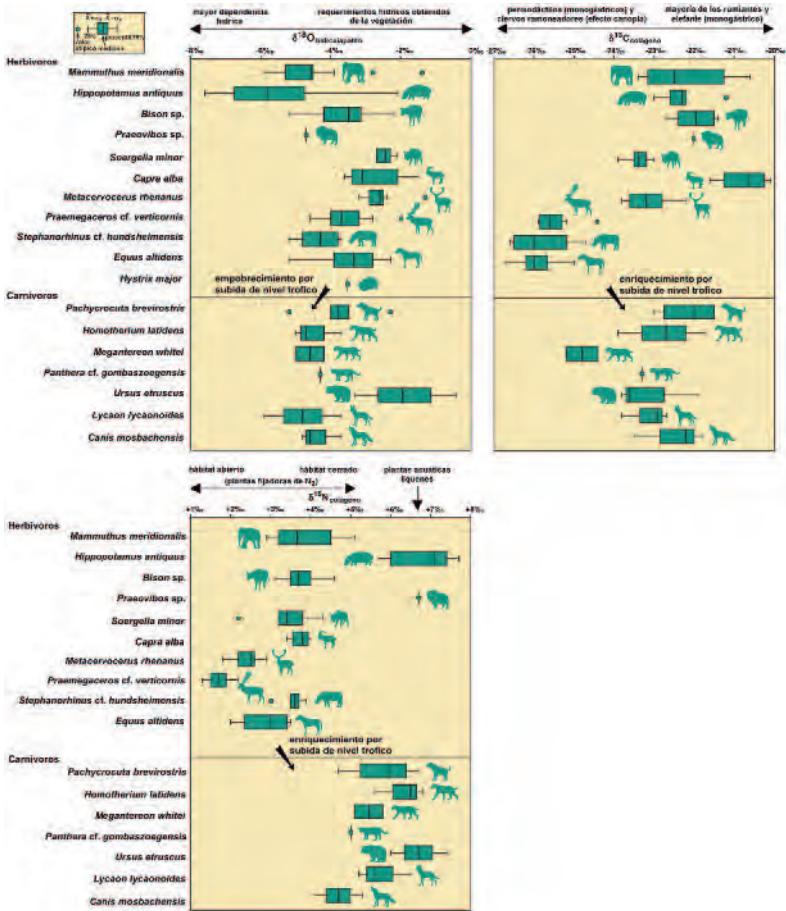 mayor dependencia
hídrica
requerimientos hídricos obtenidos
de la vegetación
-6‰
-4‰
-2‰
0‰
Herbívoros
Mammuthus meridionalis
Hippopotamus antiquus
Bison sp.
Praeovibos sp.
Soergelia minor
Capra alba
Metacervocerus rhenanus
Praemegaceros cf. verticornis
Stephanorhinus cf. hundsheimensis
Equus altidens
Hystrix major
empobrecimiento por
subida de nivel trofico
Carnívoros
Pachycrocuta brevirostris
Homotherium latidens
Megantereon whitei
Panthera cf. gombaszoegensis
Ursus etruscus
Lycaon lycaonoides
Canis mosbachensis
perisodáctilos (monogástricos) y
ciervos ramoneadores (efecto canopia)
mayoría de los rumiantes y
elefante (monogástrico)
δ13Ccolágeno
-27‰
-26‰
-25‰
-24‰
-23‰
-22‰
-21‰
-20‰
enriquecimiento por
subida de nivel trofico
hábitat abierto
hábitat cerrado
(plantas fijadoras de N2)
plantas acuáticas
líquenes
δ15Ncolágeno
+1‰
+2‰
+3‰
+4‰
+5‰
+6‰
+7‰
+8‰
Herbívoros
Mammuthus meridionalis
Hippopotamus antiquus
Bison sp.
Praeovibos sp.
Soergelia minor
Capra alba
Metacervocerus rhenanus
Praemegaceros cf. verticornis
Stephanorhinus cf. hundsheimensis
Equus altidens
enriquecimiento por
subida de nivel trofico
Carnívoros
Pachycrocuta brevirostris
Homotherium latidens
Megantereon whitei
Panthera cf. gombaszoegensis
Ursus etruscus
Lycaon lycaonoides
Canis mosbachensis